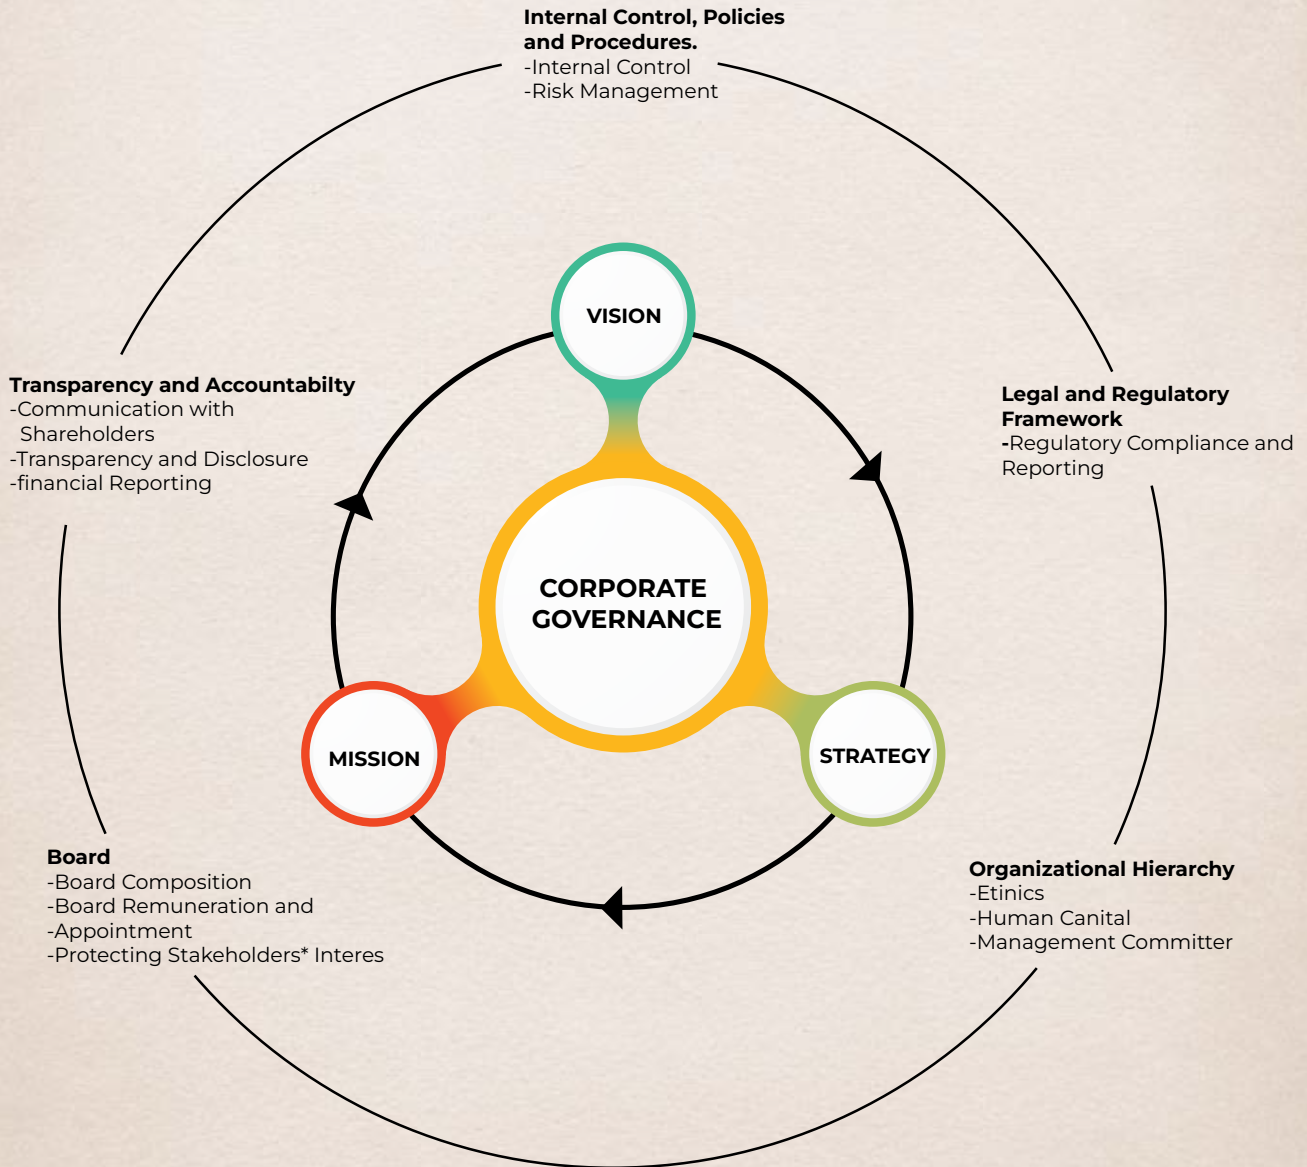 Internal Control, Policies
and Procedures.
-Internal Control
-Risk Management
VISION
Transparency and Accountabilty
-Communication with
Shareholders
-Transparency and Disclosure
-financial Reporting
Legal and Regulatory
Framework
-Regulatory Compliance and
Reporting
CORPORATE
GOVERNANCE
MISSION
STRATEGY
Board
-Board Composition
-Board Remuneration and
-Appointment
-Protecting Stakeholders* Interes
Organizational Hierarchy
-Etinics
-Human Canital
-Management Committer